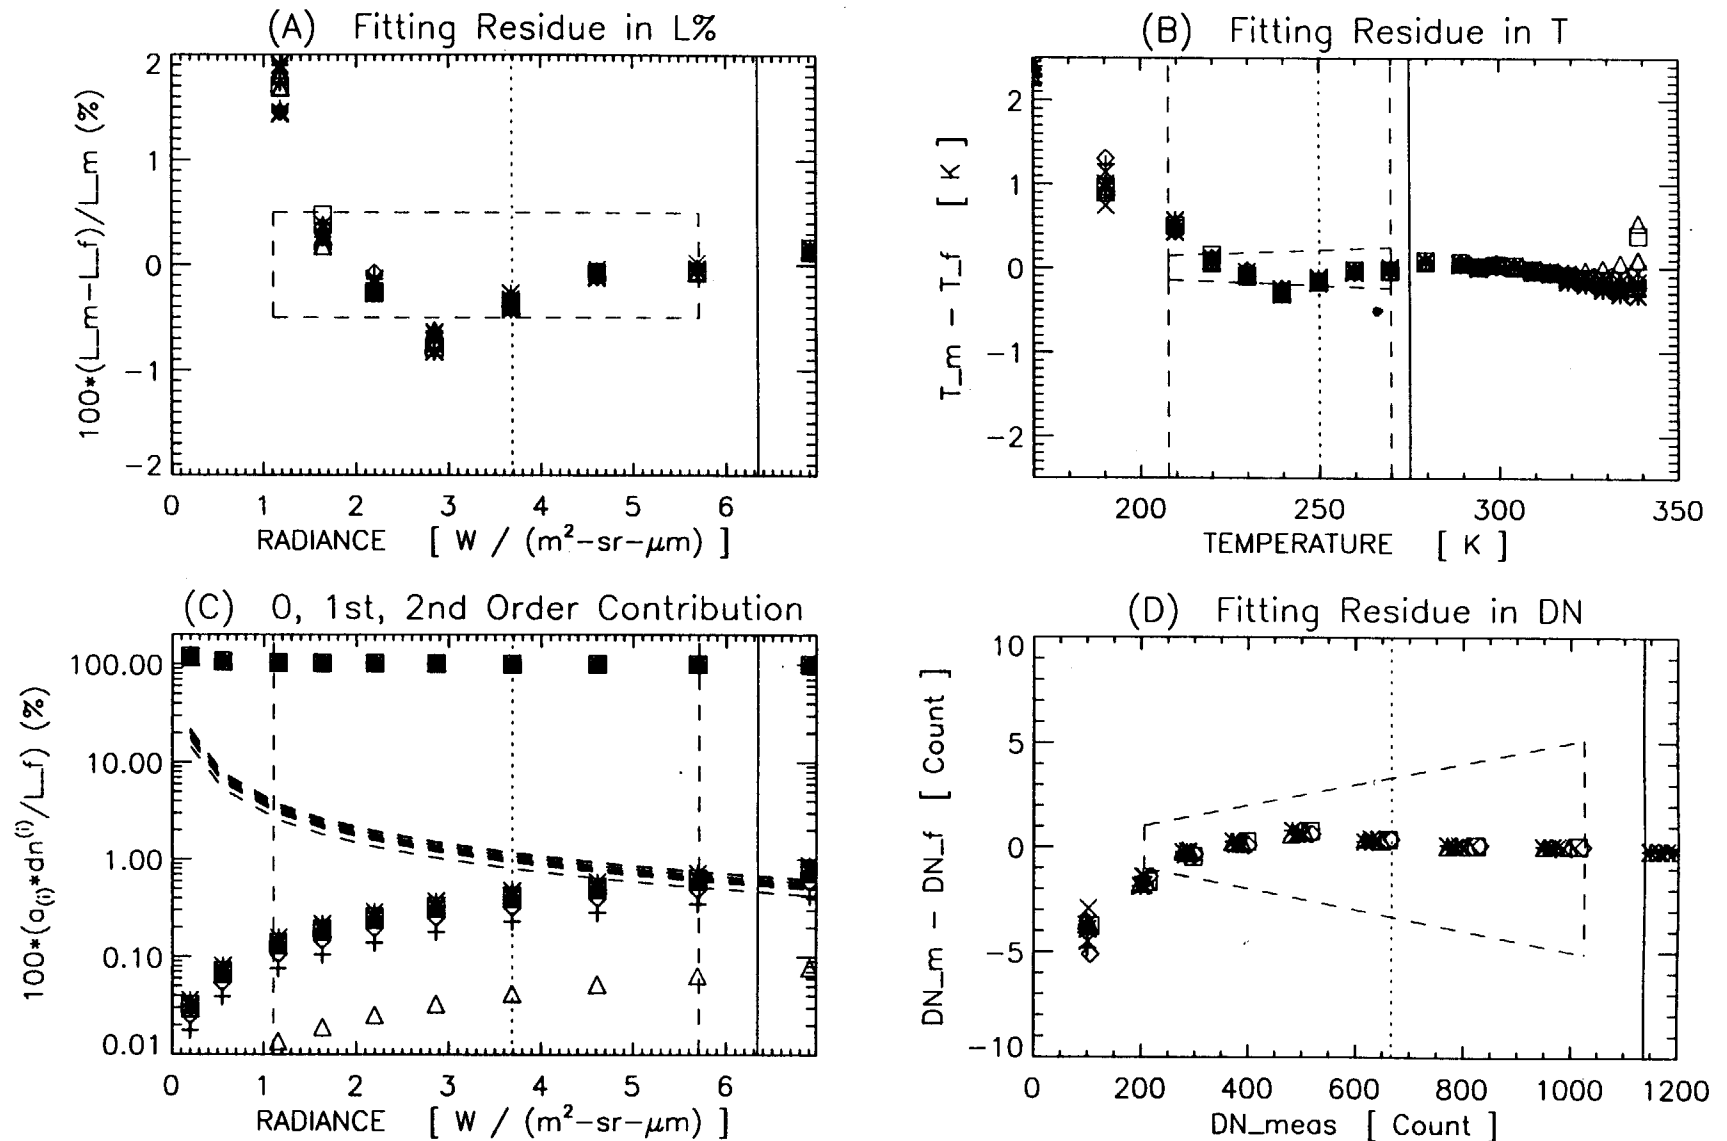 (A) Fitting Residue in L%
100*(L_m-L_f)/L_m (%)
2
1
0
-1
-2
0 1 2 3 4 5 6
RADIANCE [ W / (m²-sr-μm) ]
(B) Fitting Residue in T
T_m - T_f [ K ]
2
1
0
-1
-2
200 250 300 350
TEMPERATURE [ K ]
(C) 0, 1st, 2nd Order Contribution
100*(a(i)*dn(i)/L_f) (%)
100.00
10.00
1.00
0.10
0.01
0 1 2 3 4 5 6
RADIANCE [ W / (m²-sr-μm) ]
(D) Fitting Residue in DN
DN_m - DN_f [ Count ]
10
5
0
-5
-10
0 200 400 600 800 1000 1200
DN_meas [ Count ]